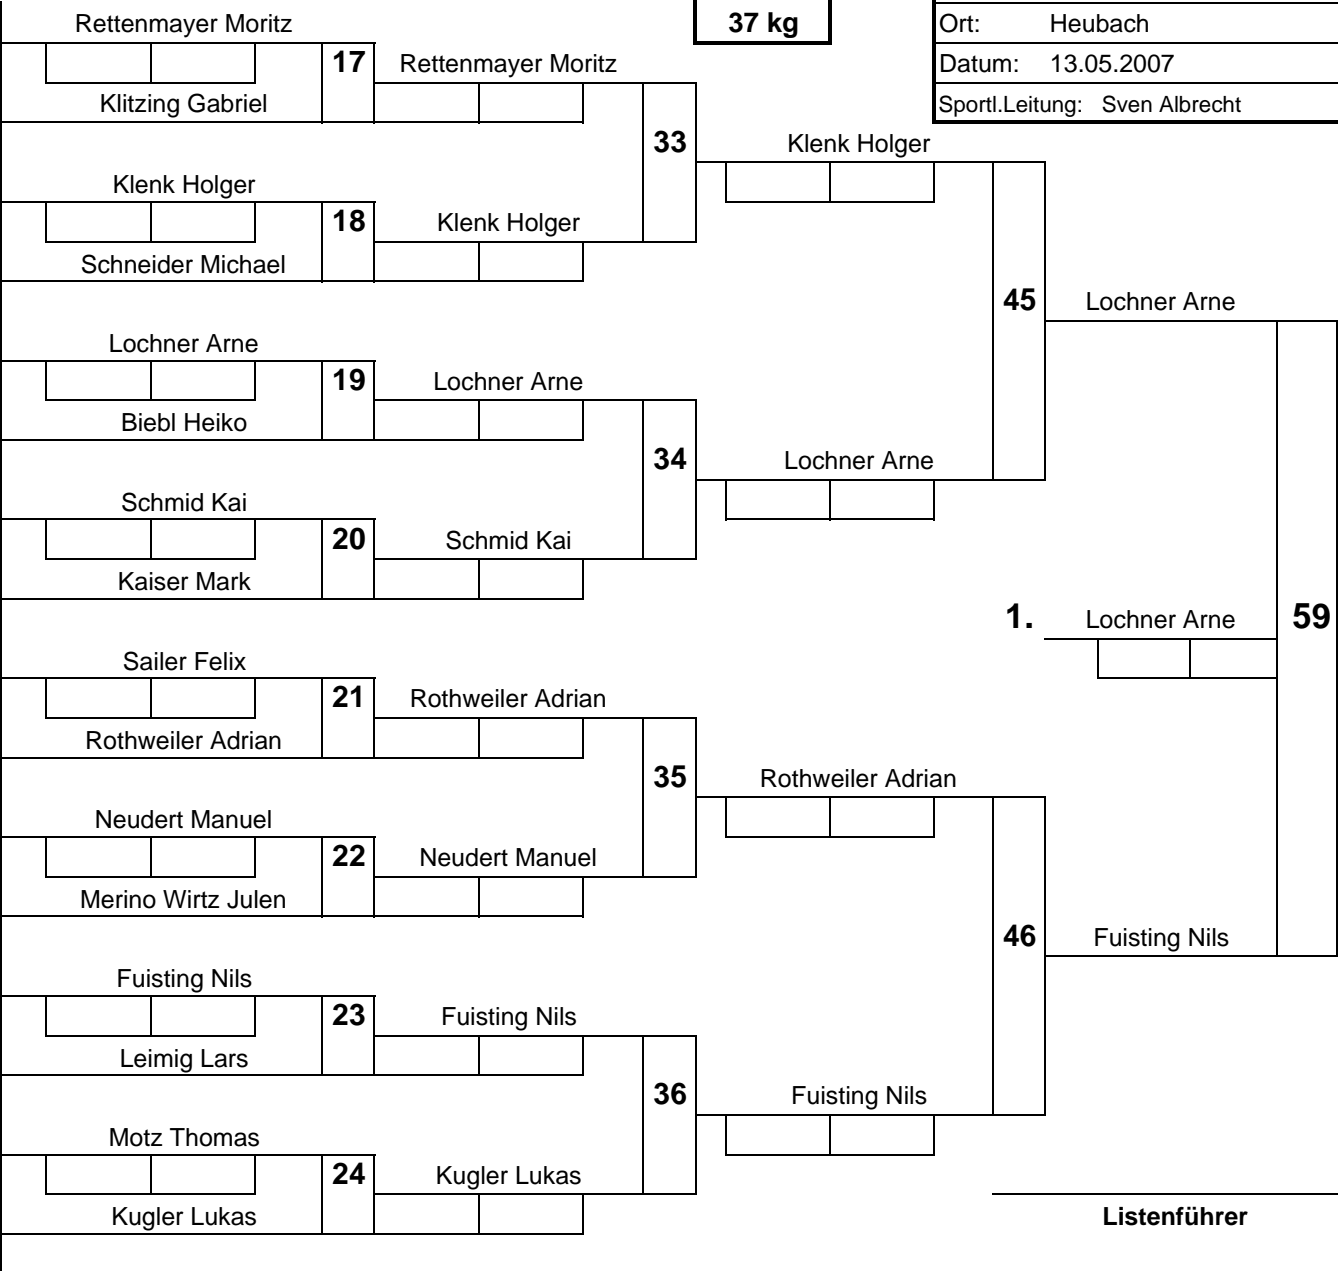 Rettenmayer Moritz
37 kg
Ort: Heubach
17
Rettenmayer Moritz
Datum: 13.05.2007
Klitzing Gabriel
Sportl.Leitung: Sven Albrecht
33
Klenk Holger
Klenk Holger
18
Klenk Holger
Schneider Michael
45
Lochner Arne
Lochner Arne
19
Lochner Arne
Biebl Heiko
34
Lochner Arne
Schmid Kai
20
Schmid Kai
Kaiser Mark
1.
Lochner Arne
59
Sailer Felix
21
Rothweiler Adrian
Rothweiler Adrian
35
Rothweiler Adrian
Neudert Manuel
22
Neudert Manuel
Merino Wirtz Julen
46
Fuisting Nils
Fuisting Nils
23
Fuisting Nils
Leimig Lars
36
Fuisting Nils
Motz Thomas
24
Kugler Lukas
Kugler Lukas
Listenführer